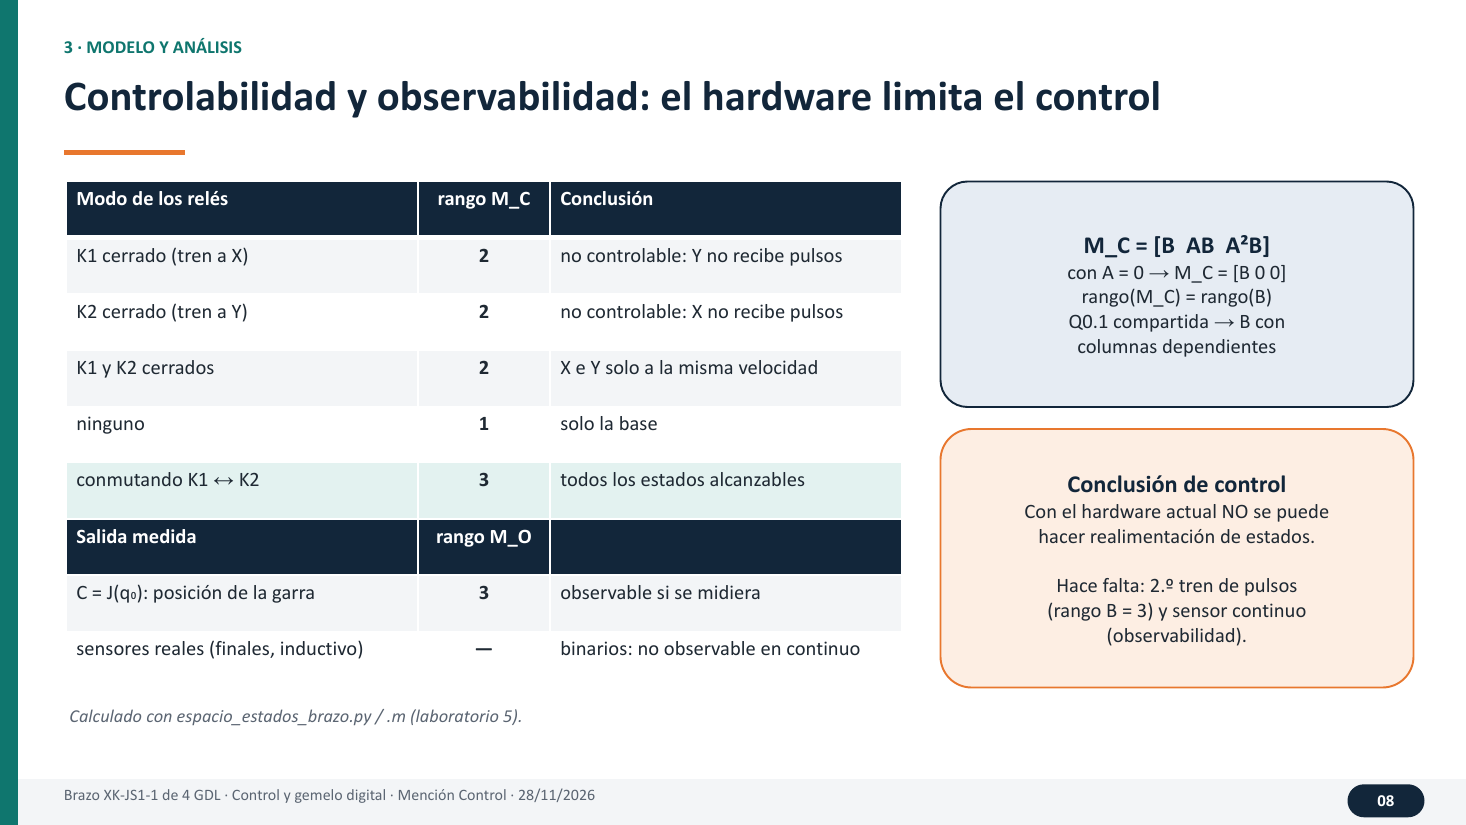 3 · MODELO Y ANÁLISIS
Controlabilidad y observabilidad: el hardware limita el control
Modo de los relés rango M_C Conclusión
K1 cerrado (tren a X) 2 no controlable: Y no recibe pulsos
K2 cerrado (tren a Y) 2 no controlable: X no recibe pulsos
K1 y K2 cerrados 2 X e Y solo a la misma velocidad
ninguno 1 solo la base
conmutando K1 ↔ K2 3 todos los estados alcanzables
Salida medida rango M_O
C = J(q₀): posición de la garra 3 observable si se midiera
sensores reales (finales, inductivo) — binarios: no observable en continuo
Calculado con espacio_estados_brazo.py / .m (laboratorio 5).
M_C = [B AB A²B]
con A = 0 → M_C = [B 0 0]
rango(M_C) = rango(B)
Q0.1 compartida → B con
columnas dependientes
Conclusión de control
Con el hardware actual NO se puede
hacer realimentación de estados.
Hace falta: 2.º tren de pulsos
(rango B = 3) y sensor continuo
(observabilidad).
Brazo XK-JS1-1 de 4 GDL · Control y gemelo digital · Mención Control · 28/11/2026
08